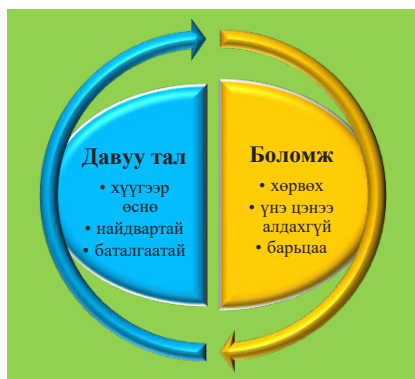 Давуу тал
• хүүгээр
өснө
• найдвартай
• баталгаатай
Боломж
• хөрвөх
• үнэ цэнээ
алдахгүй
• барьцаа